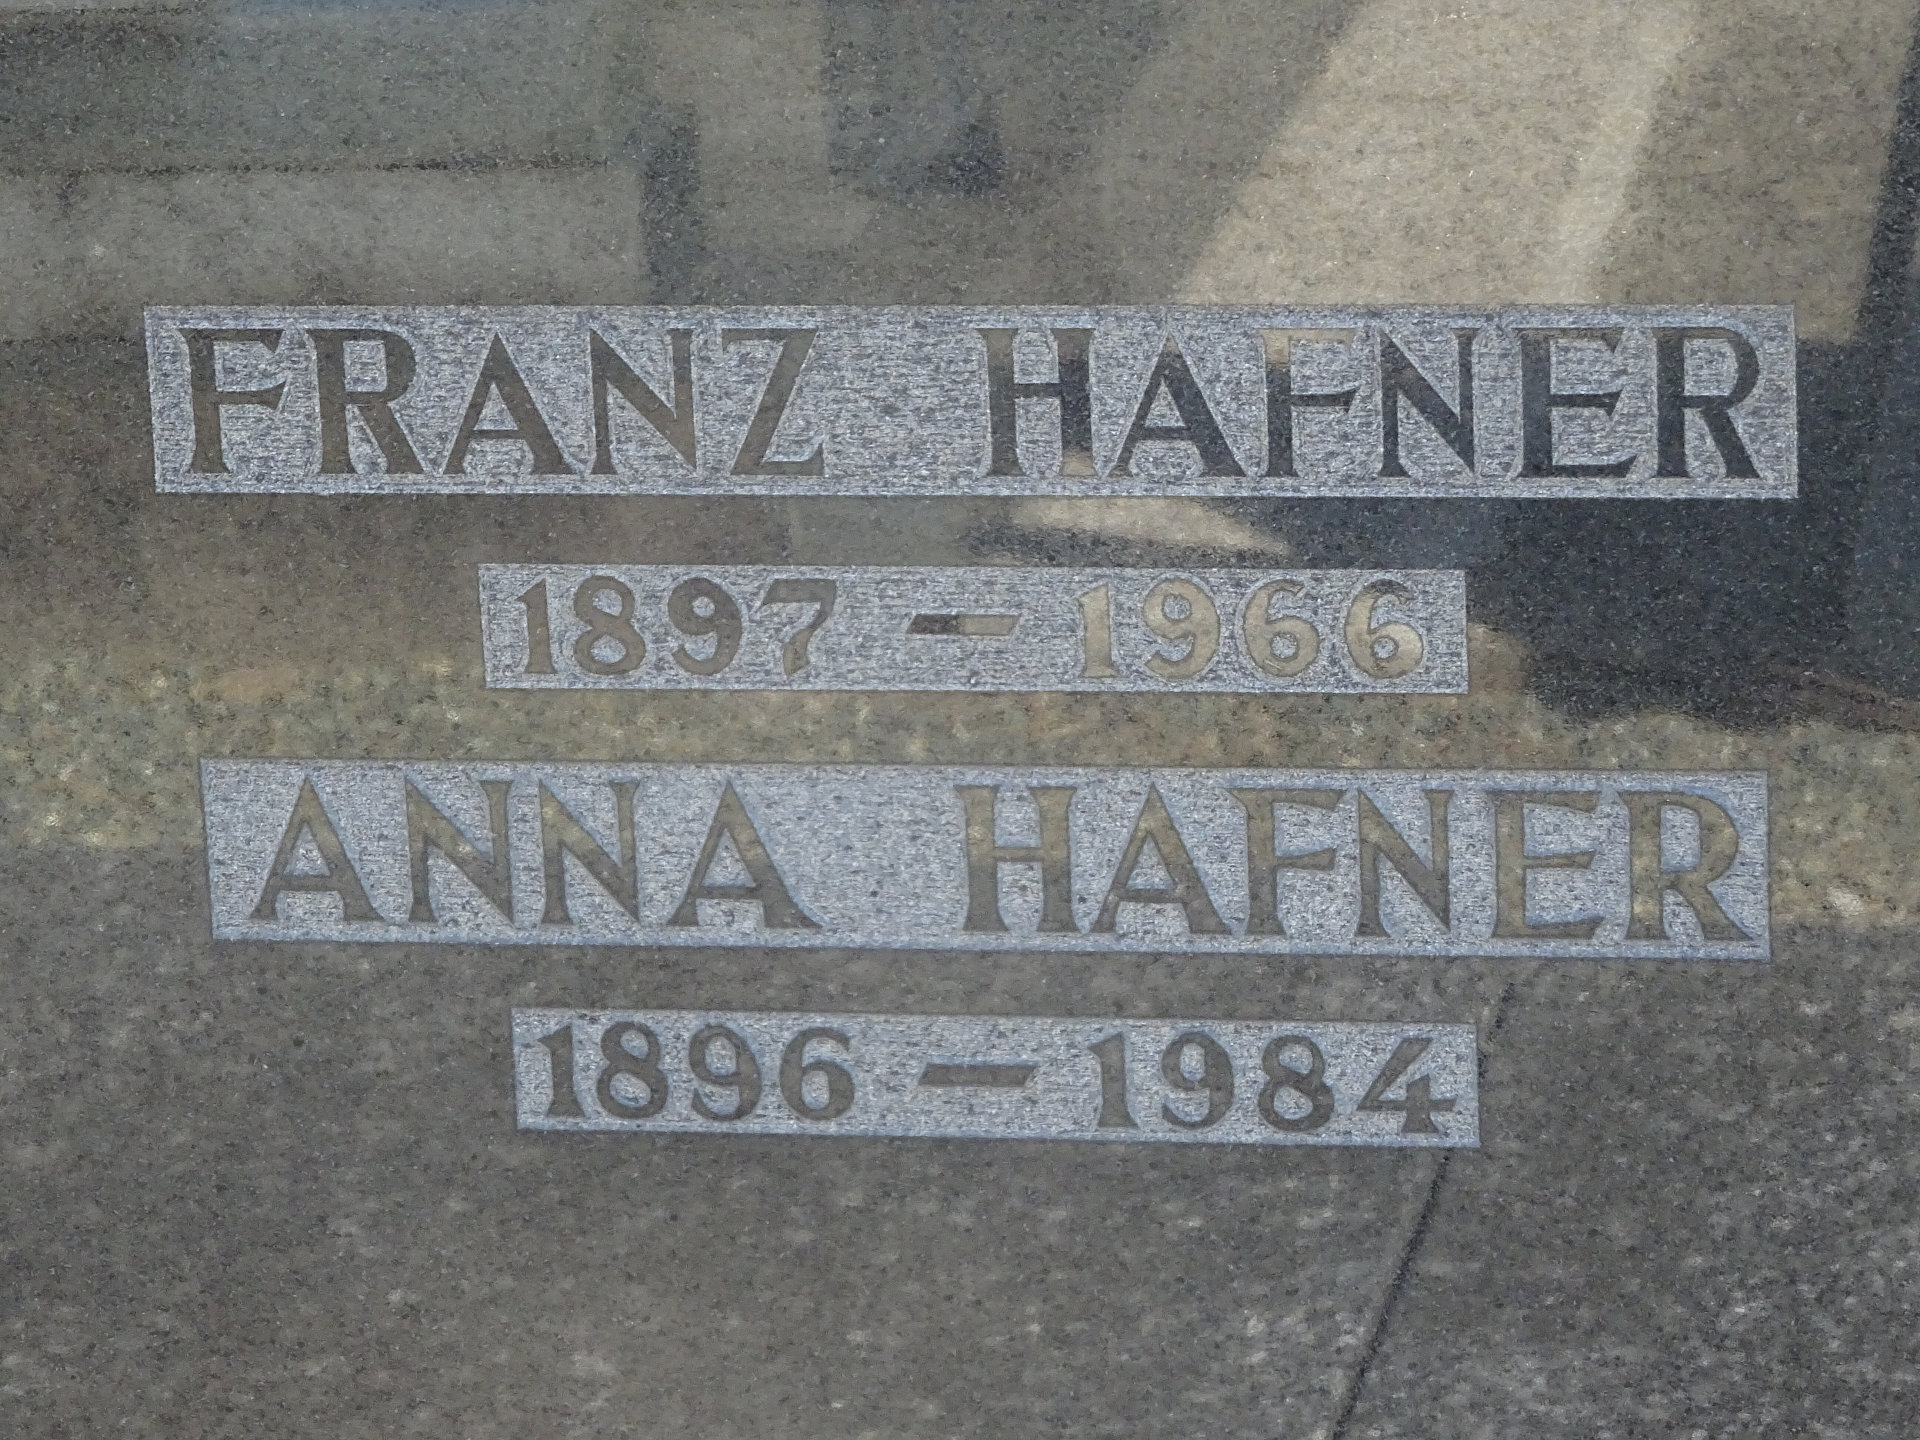 FRANZ HAFNER
1897 – 1966
ANNA HAFNER
1896 – 1984